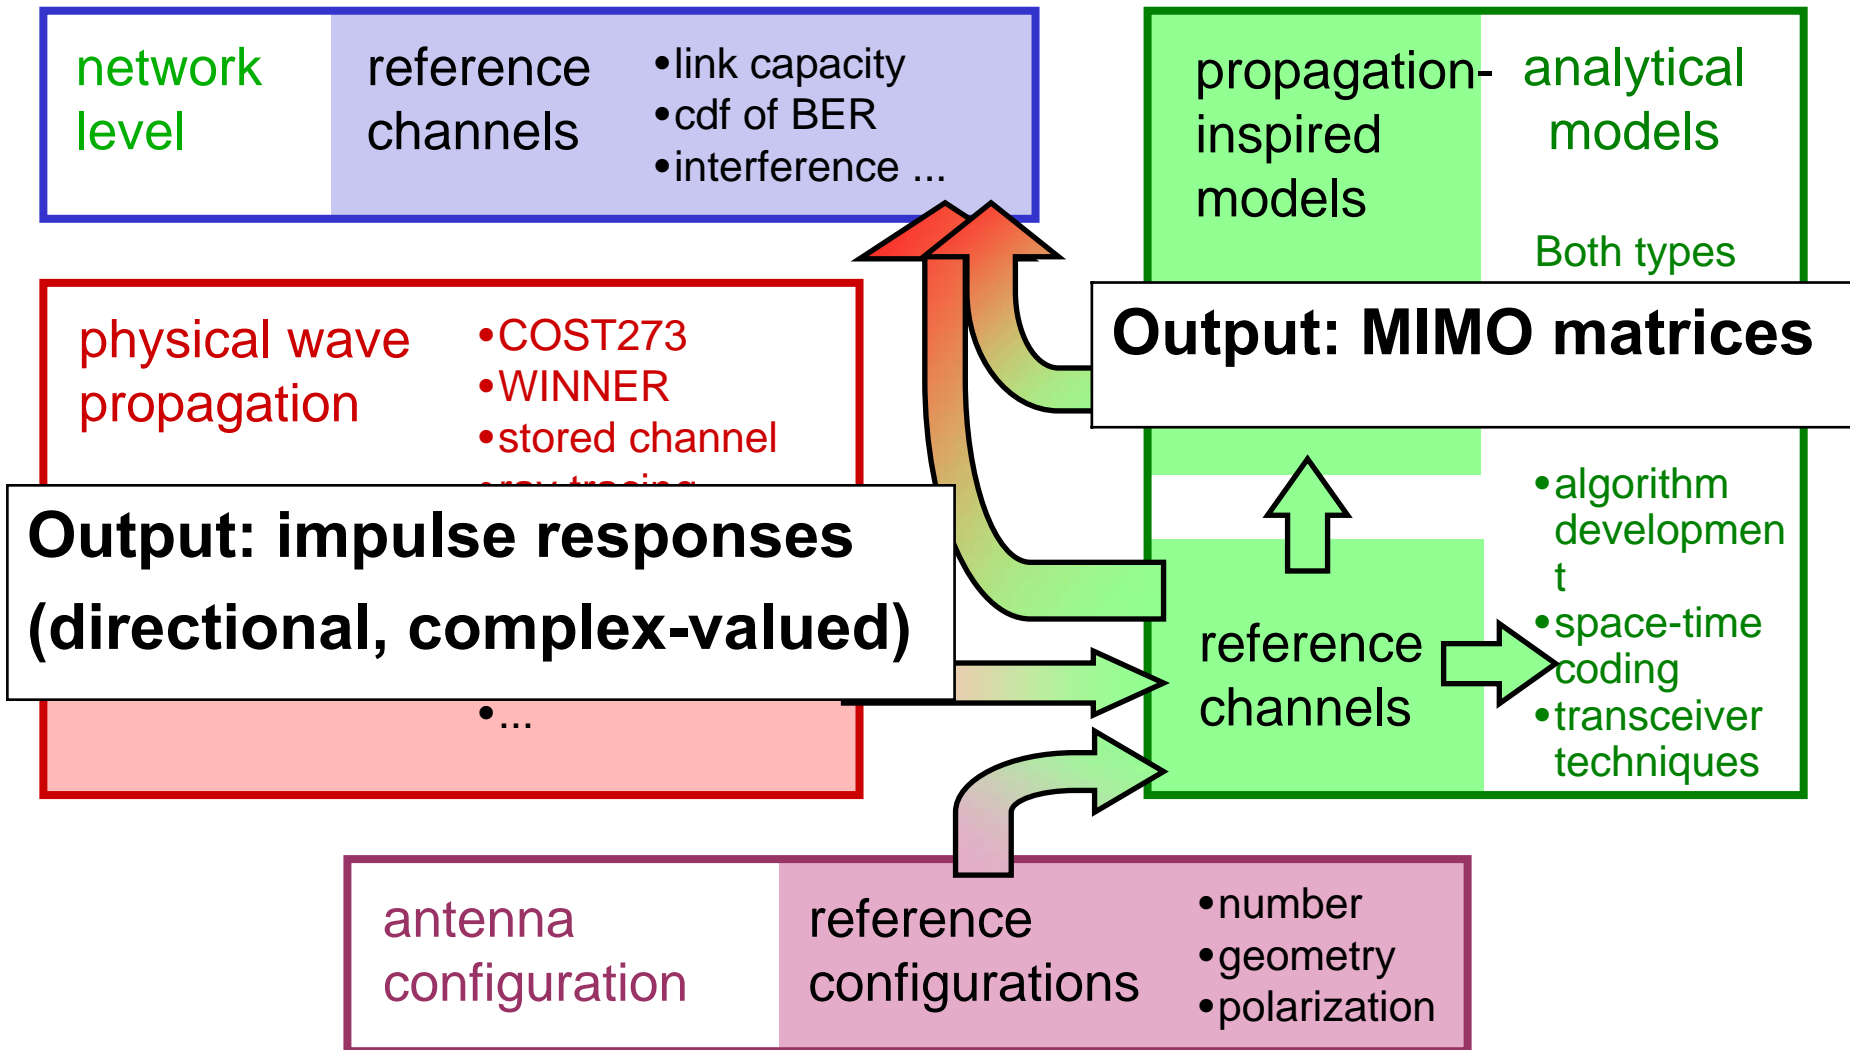 network
level
reference
channels
•link capacity
•cdf of BER
•interference ...
propagation-
inspired
models
analytical
models
Both types
physical wave
propagation
•COST273
•WINNER
•stored channel
Output: MIMO matrices
Output: impulse responses
(directional, complex-valued)
•...
reference
channels
•algorithm
developmen
t
•space-time
coding
•transceiver
techniques
antenna
configuration
reference
configurations
•number
•geometry
•polarization